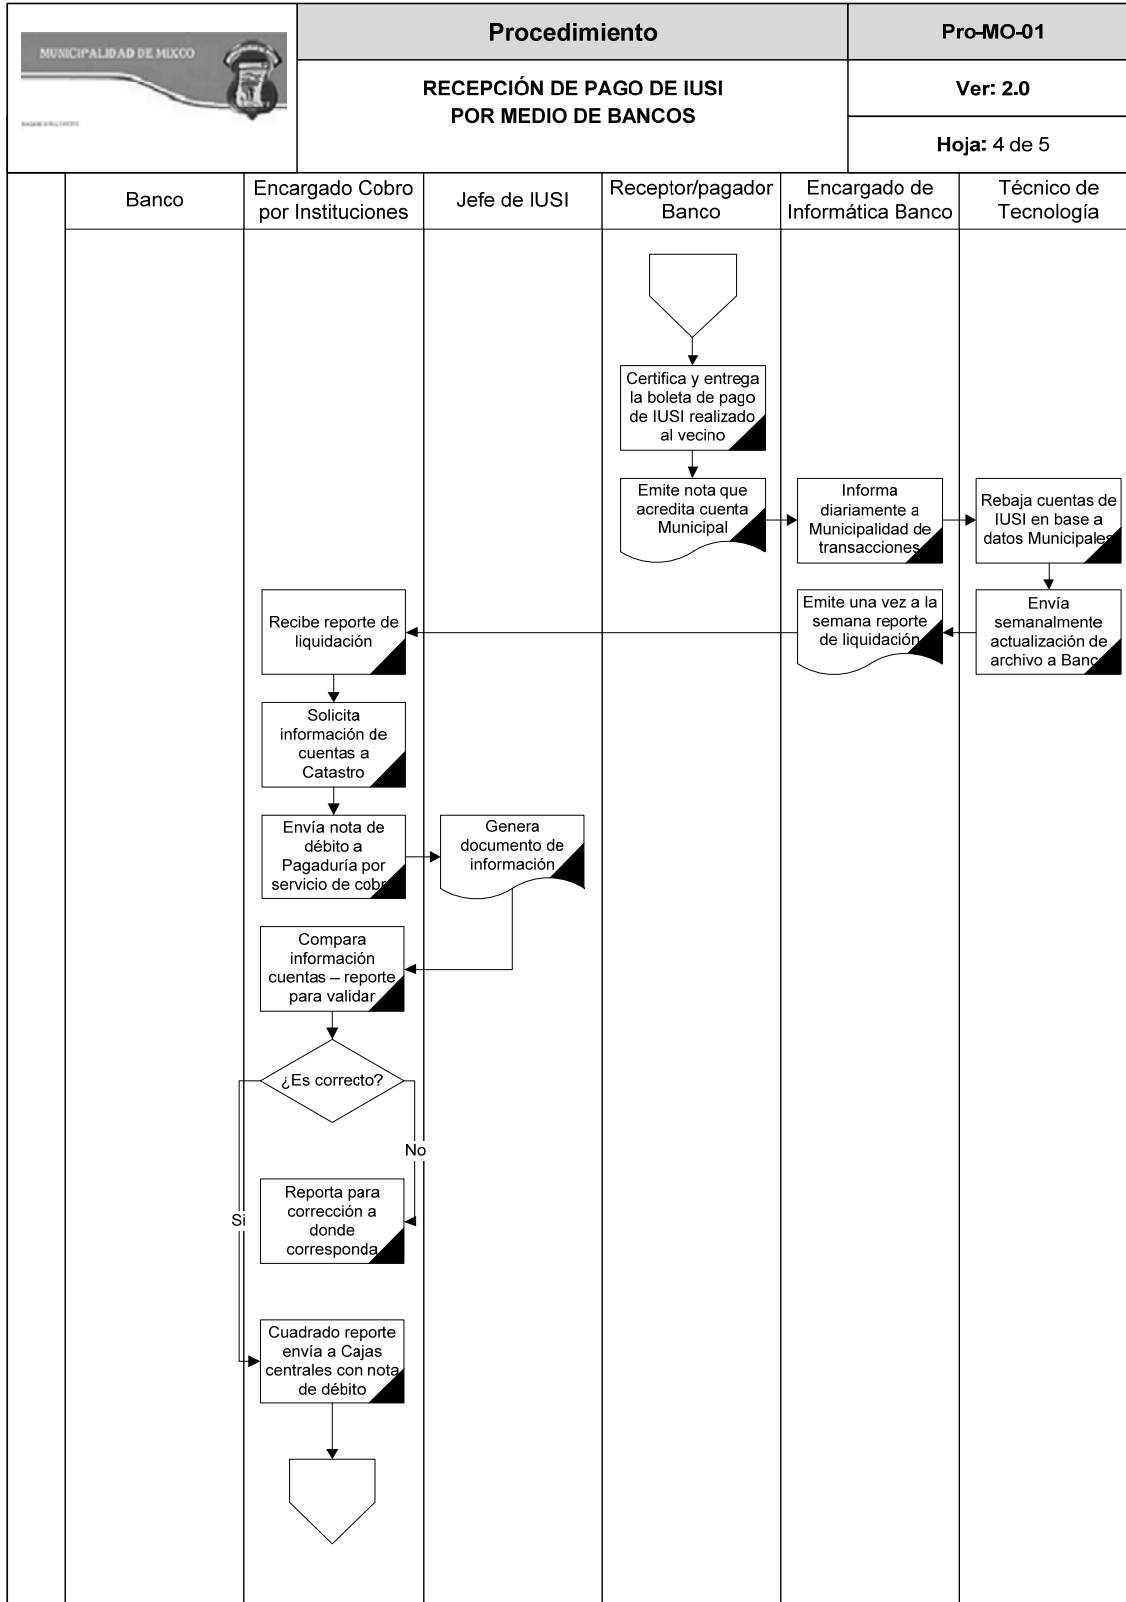 MUNICIPALIDAD DE MIXCO
Procedimiento
Pro-MO-01
RECEPCIÓN DE PAGO DE IUSI
POR MEDIO DE BANCOS
Ver: 2.0
Hoja: 4 de 5
Banco
Encargado Cobro
por Instituciones
Jefe de IUSI
Receptor/pagador
Banco
Encargado de
Informática Banco
Técnico de
Tecnología
Certifica y entrega
la boleta de pago
de IUSI realizado
al vecino
Emite nota que
acredita cuenta
Municipal
Informa
diariamente a
Municipalidad de
transacciones
Rebaja cuentas de
IUSI en base a
datos Municipales
Recibe reporte de
liquidación
Emite una vez a la
semana reporte
de liquidación
Envía
semanalmente
actualización de
archivo a Banc
Solicita
información de
cuentas a
Catastro
Envía nota de
débito a
Pagaduría por
servicio de cobr
Genera
documento de
información
Compara
información
cuentas – reporte
para validar
¿Es correcto?
No
Si
Reporta para
corrección a
donde
corresponda
Cuadrado reporte
envía a Cajas
centrales con nota
de débito